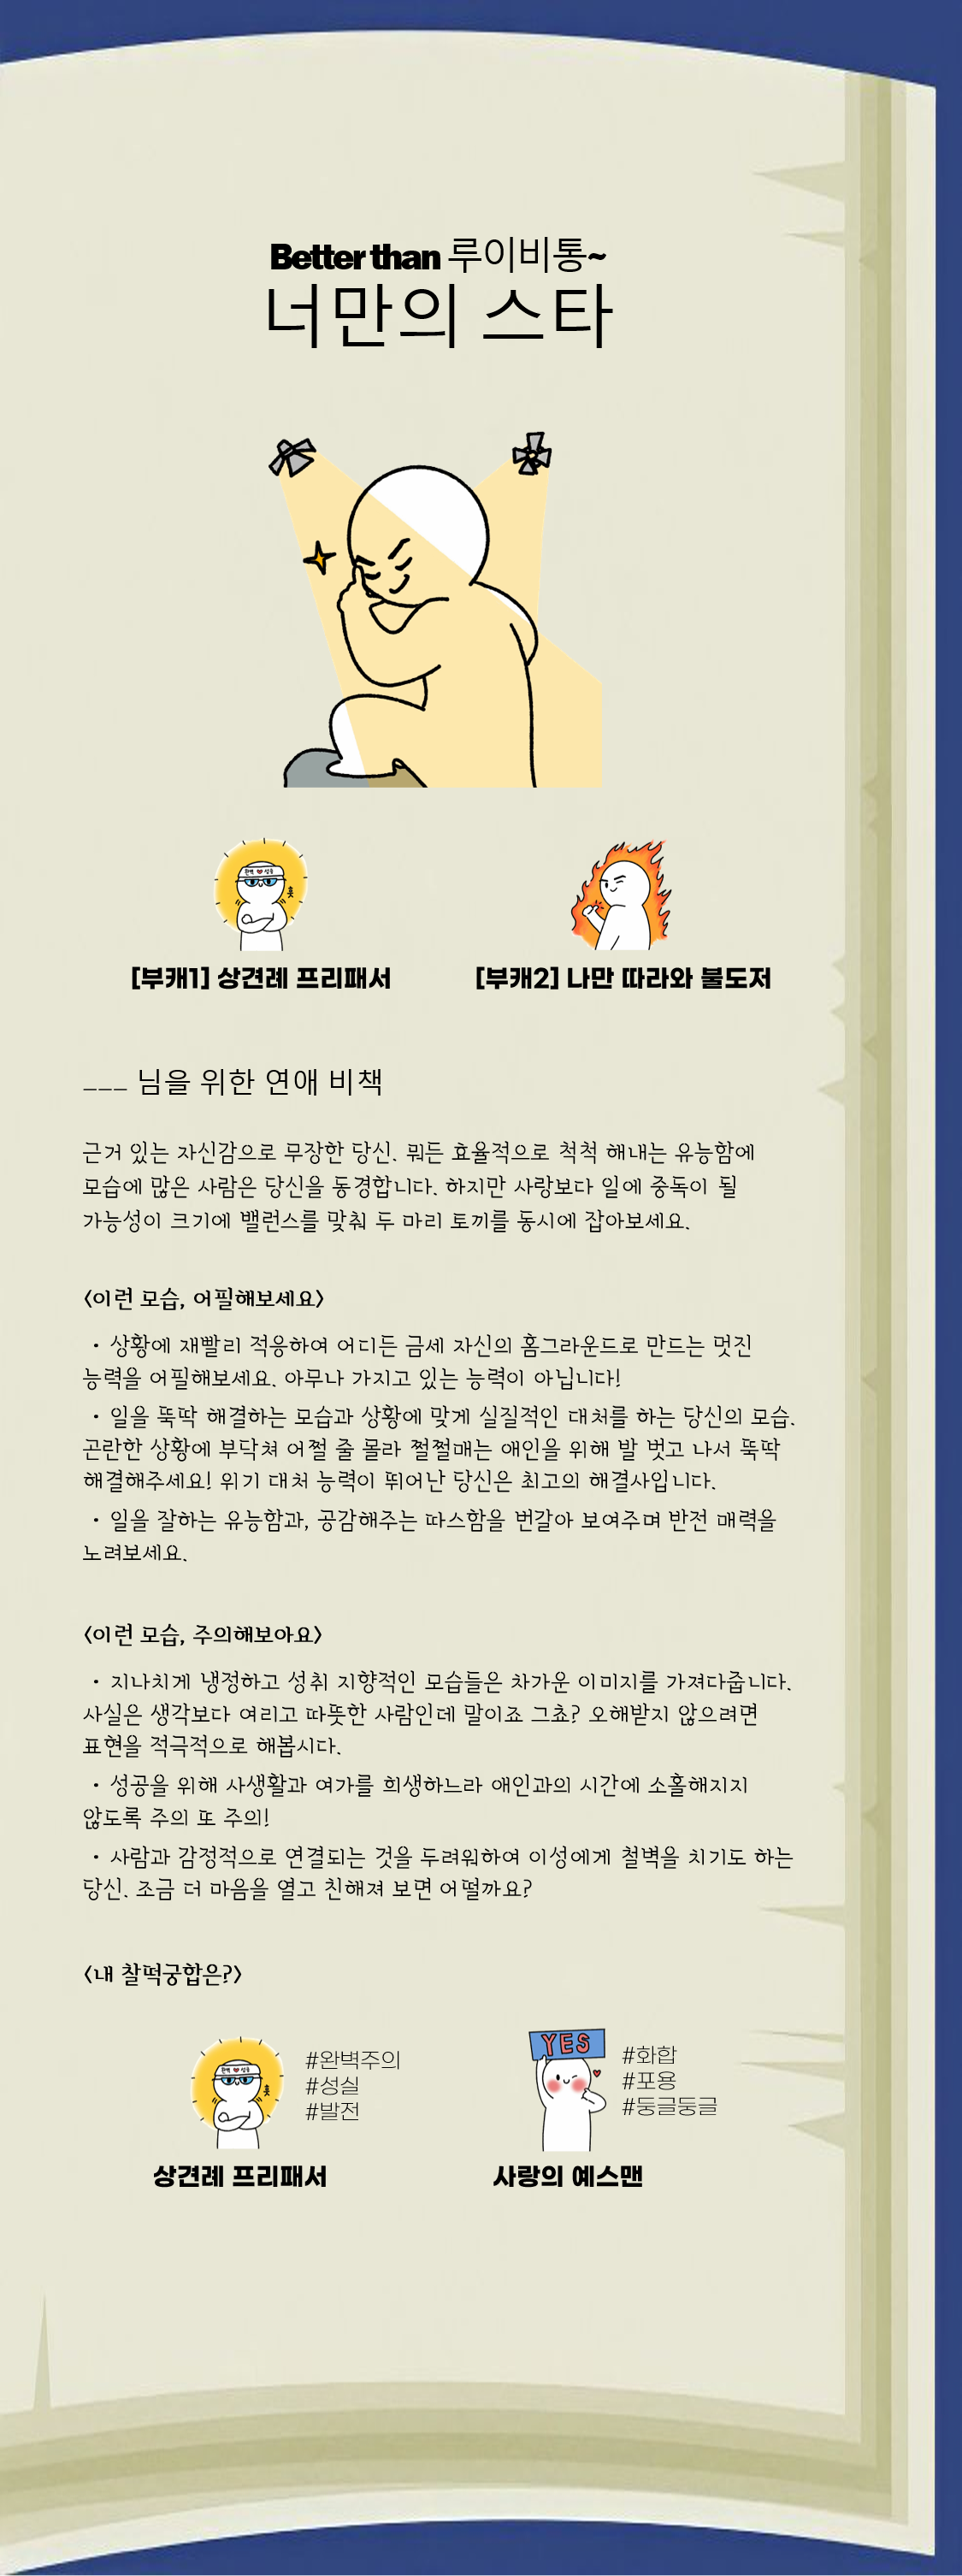 Better than 루이비통~
너만의 스타
완벽 ♥ 성공
훗
[부캐1] 상견례 프리패서
[부캐2] 나만 따라와 불도저
___ 님을 위한 연애 비책
근거 있는 자신감으로 무장한 당신. 뭐든 효율적으로 척척 해내는 유능함에
모습에 많은 사람은 당신을 동경합니다. 하지만 사랑보다 일에 중독이 될
가능성이 크기에 밸런스를 맞춰 두 마리 토끼를 동시에 잡아보세요.
<이런 모습, 어필해보세요>
· 상황에 재빨리 적응하여 어디든 금세 자신의 홈그라운드로 만드는 멋진
능력을 어필해보세요. 아무나 가지고 있는 능력이 아닙니다!
· 일을 뚝딱 해결하는 모습과 상황에 맞게 실질적인 대처를 하는 당신의 모습.
곤란한 상황에 부닥쳐 어쩔 줄 몰라 쩔쩔매는 애인을 위해 발 벗고 나서 뚝딱
해결해주세요! 위기 대처 능력이 뛰어난 당신은 최고의 해결사입니다.
· 일을 잘하는 유능함과, 공감해주는 따스함을 번갈아 보여주며 반전 매력을
노려보세요.
<이런 모습, 주의해보아요>
· 지나치게 냉정하고 성취 지향적인 모습들은 차가운 이미지를 가져다줍니다.
사실은 생각보다 여리고 따뜻한 사람인데 말이죠 그쵸? 오해받지 않으려면
표현을 적극적으로 해봅시다.
· 성공을 위해 사생활과 여가를 희생하느라 애인과의 시간에 소홀해지지
않도록 주의 또 주의!
· 사람과 감정적으로 연결되는 것을 두려워하여 이성에게 철벽을 치기도 하는
당신. 조금 더 마음을 열고 친해져 보면 어떨까요?
<내 찰떡궁합은?>
완벽 ♥ 성공
훗
#완벽주의
#성실
#발전
상견례 프리패서
YES
#화합
#포용
#둥글둥글
사랑의 예스맨